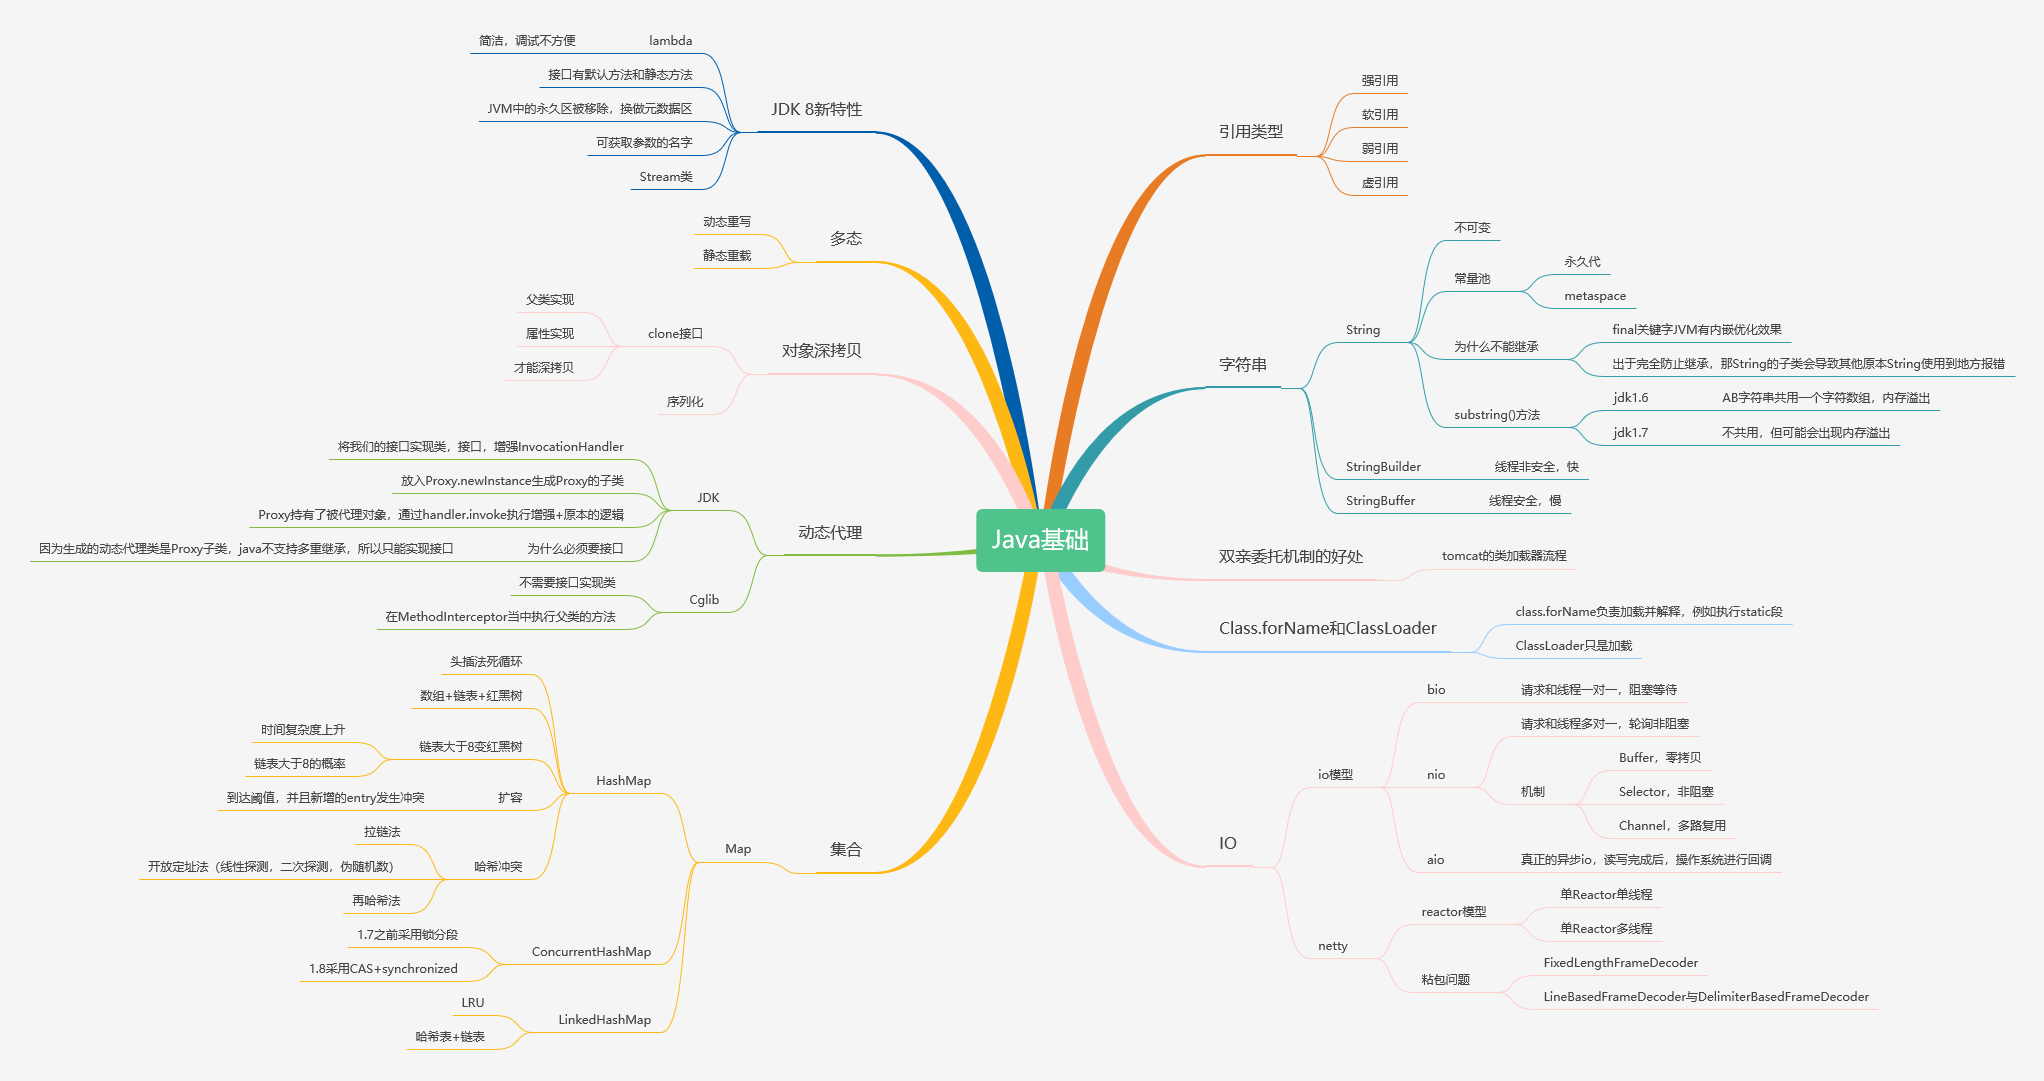 Java基础
JDK 8新特性
lambda
简洁，调试不方便
接口有默认方法和静态方法
JVM中的永久区被移除，换做元数据区
可获取参数的名字
Stream类
多态
动态重写
静态重载
对象深拷贝
clone接口
父类实现
属性实现
才能深拷贝
序列化
动态代理
JDK
将我们的接口实现类，接口，增强InvocationHandler
放入Proxy.newInstance生成Proxy的子类
Proxy持有了被代理对象，通过handler.invoke执行增强+原本的逻辑
为什么必须要接口
因为生成的动态代理类是Proxy子类，java不支持多重继承，所以只能实现接口
Cglib
不需要接口实现类
在MethodInterceptor当中执行父类的方法
集合
Map
HashMap
头插法死循环
数组+链表+红黑树
链表大于8变红黑树
时间复杂度上升
链表大于8的概率
扩容
到达阈值，并且新增的entry发生冲突
哈希冲突
拉链法
开放定址法（线性探测，二次探测，伪随机数）
再哈希法
ConcurrentHashMap
1.7之前采用锁分段
1.8采用CAS+synchronized
LinkedHashMap
LRU
哈希表+链表
引用类型
强引用
软引用
弱引用
虚引用
字符串
String
不可变
常量池
永久代
metaspace
为什么不能继承
final关键字JVM有内嵌优化效果
出于完全防止继承，那String的子类会导致其他原本String使用到地方报错
substring()方法
jdk1.6
AB字符串共用一个字符数组，内存溢出
jdk1.7
不共用，但可能会出现内存溢出
StringBuilder
线程非安全，快
StringBuffer
线程安全，慢
双亲委托机制的好处
tomcat的类加载器流程
Class.forName和ClassLoader
class.forName负责加载并解释，例如执行static段
ClassLoader只是加载
IO
io模型
bio
请求和线程一对一，阻塞等待
nio
请求和线程多对一，轮询非阻塞
机制
Buffer，零拷贝
Selector，非阻塞
Channel，多路复用
aio
真正的异步io，读写完成后，操作系统进行回调
netty
reactor模型
单Reactor单线程
单Reactor多线程
粘包问题
FixedLengthFrameDecoder
LineBasedFrameDecoder与DelimiterBasedFrameDecoder